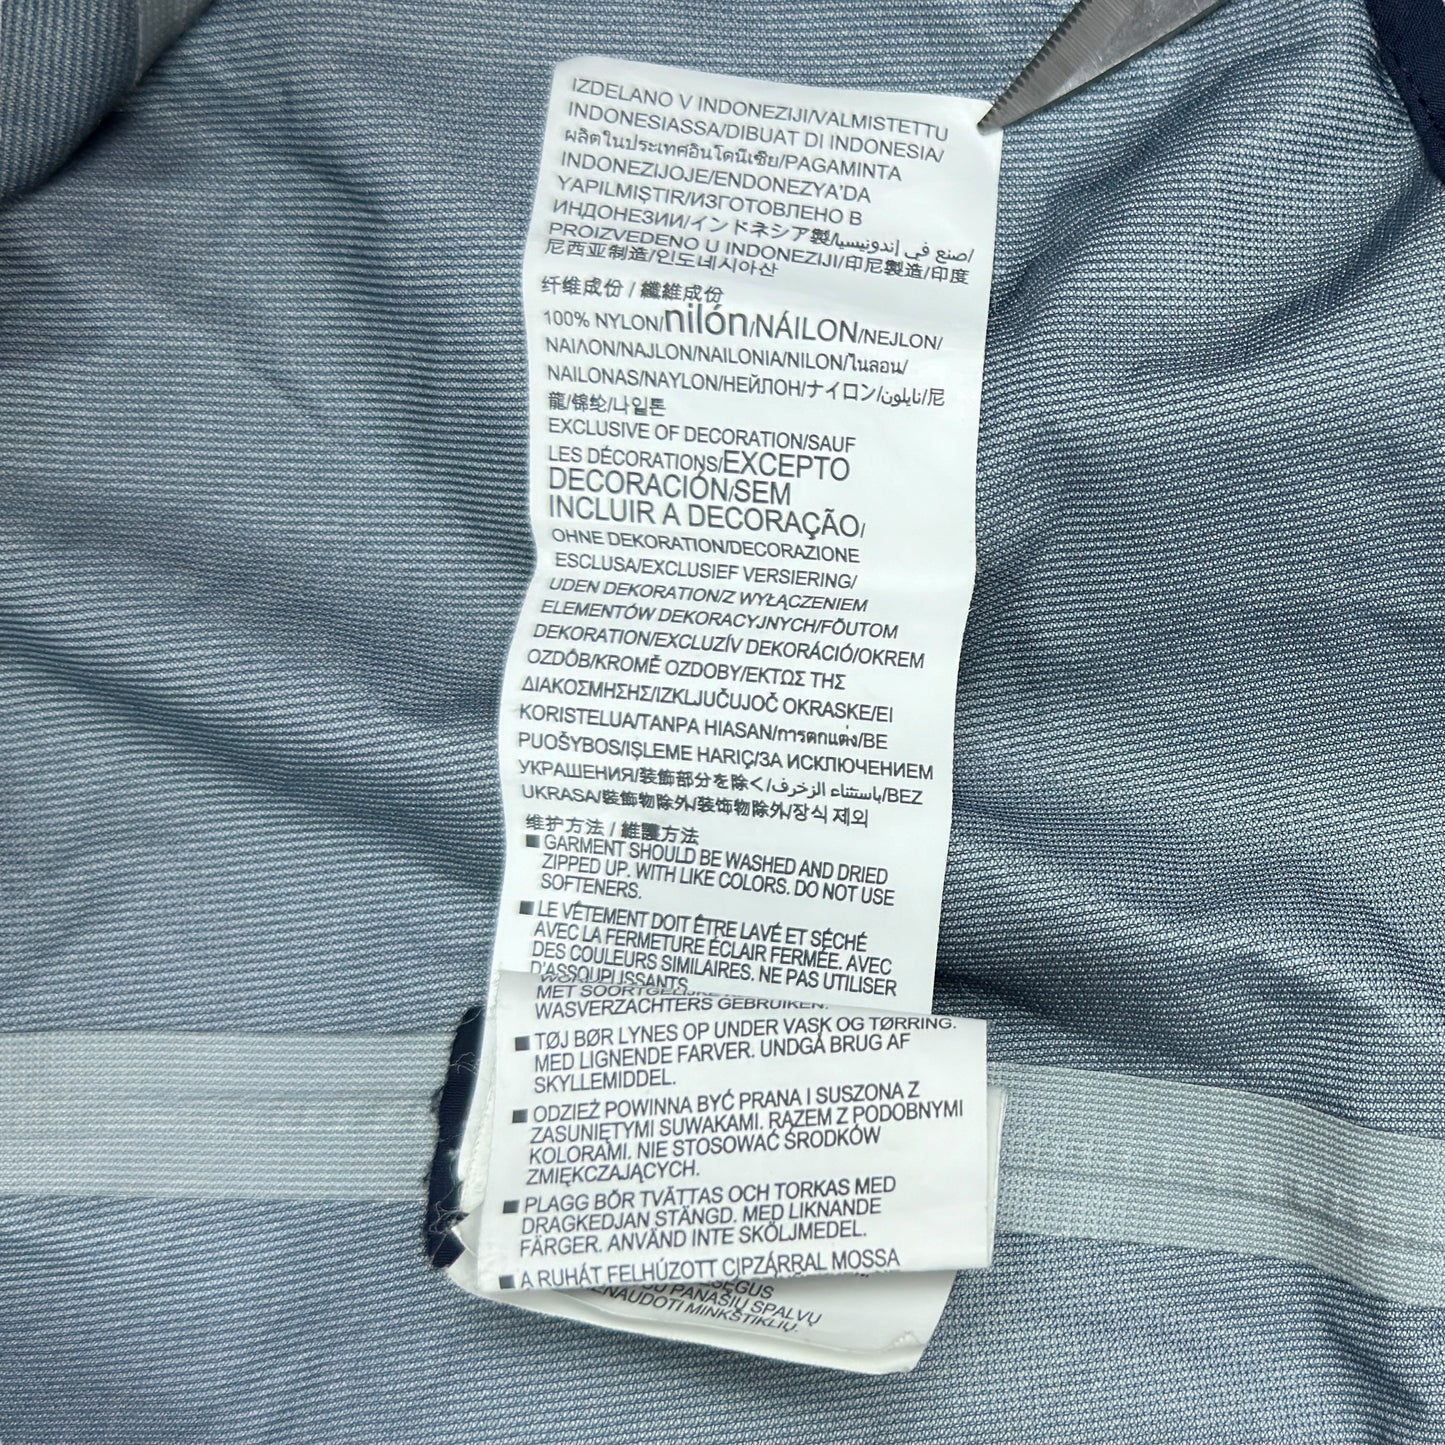 IZDELANO V INDONEZIJI/VALMISTETTU
INDONESIASSA/DIBUAT DI INDONESIA/
ผลิตในประเทศอินโดนีเซีย/PAGAMINTA
INDONEZIJOJE/ENDONEZYA'DA
YAPILMIŞTIR/ИЗГОТОВЛЕНО В
ИНДОНЕЗИИ/インドネシア製/صنع في إندونيسيا/
PROIZVEDENO U INDONEZIJI/印尼製造/印度
尼西亚制造/인도네시아산
纤维成份 / 纖維成份
100% NYLON/nilón/NÁILON/NEJLON/
ΝΑΙΛΟΝ/NAJLON/NAILONIA/NILON/ไนลอน/
NAILONAS/NAYLON/НЕЙЛОН/ナイロン/نايلون/尼
龍/锦纶/나일론
EXCLUSIVE OF DECORATION/SAUF
LES DÉCORATIONS/EXCEPTO
DECORACIÓN/SEM
INCLUIR A DECORAÇÃO/
OHNE DEKORATION/DECORAZIONE
ESCLUSA/EXCLUSIEF VERSIERING/
UDEN DEKORATION/Z WYŁĄCZENIEM
ELEMENTÓW DEKORACYJNYCH/FÖUTOM
DEKORATION/EXCLUZÍV DEKORÁCIÓ/OKREM
OZDÔB/KROMĚ OZDOBY/ΕΚΤΟΣ ΤΗΣ
ΔΙΑΚΟΣΜΗΣΗΣ/IZKLJUČUJOČ OKRASKE/EI
KORISTELUA/TANPA HIASAN/การตกแต่ง/BE
PUOŠYBOS/IŞLEME HARIÇ/ЗА ИСКЛЮЧЕНИЕМ
УКРАШЕНИЯ/装飾部分を除く/باستثناء الزخرف/BEZ
UKRASA/裝飾物除外/装饰物除外/장식 제외
维护方法 / 維護方法
■ GARMENT SHOULD BE WASHED AND DRIED
ZIPPED UP. WITH LIKE COLORS. DO NOT USE
SOFTENERS.
■ LE VÊTEMENT DOIT ÊTRE LAVÉ ET SÉCHÉ
AVEC LA FERMETURE ÉCLAIR FERMÉE. AVEC
DES COULEURS SIMILAIRES. NE PAS UTILISER
D'ASSOUPLISSANTS
MET SOORTGELIJKE
WASVERZACHTERS GEBRUIKEN.
■ TØJ BØR LYNES OP UNDER VASK OG TØRRING.
MED LIGNENDE FARVER. UNDGÅ BRUG AF
SKYLLEMIDDEL.
■ ODZIEŻ POWINNA BYĆ PRANA I SUSZONA Z
ZASUNIĘTYMI SUWAKAMI. RAZEM Z PODOBNYMI
KOLORAMI. NIE STOSOWAĆ ŚRODKÓW
ZMIĘKCZAJĄCYCH.
■ PLAGG BÖR TVÄTTAS OCH TORKAS MED
DRAGKEDJAN STÄNGD. MED LIKNANDE
FÄRGER. ANVÄND INTE SKÖLJMEDEL.
■ A RUHÁT FELHÚZOTT CIPZÁRRAL MOSSA
PANAŠIŲ SPALVŲ
NAUDOTI MINKŠTIKLIŲ.